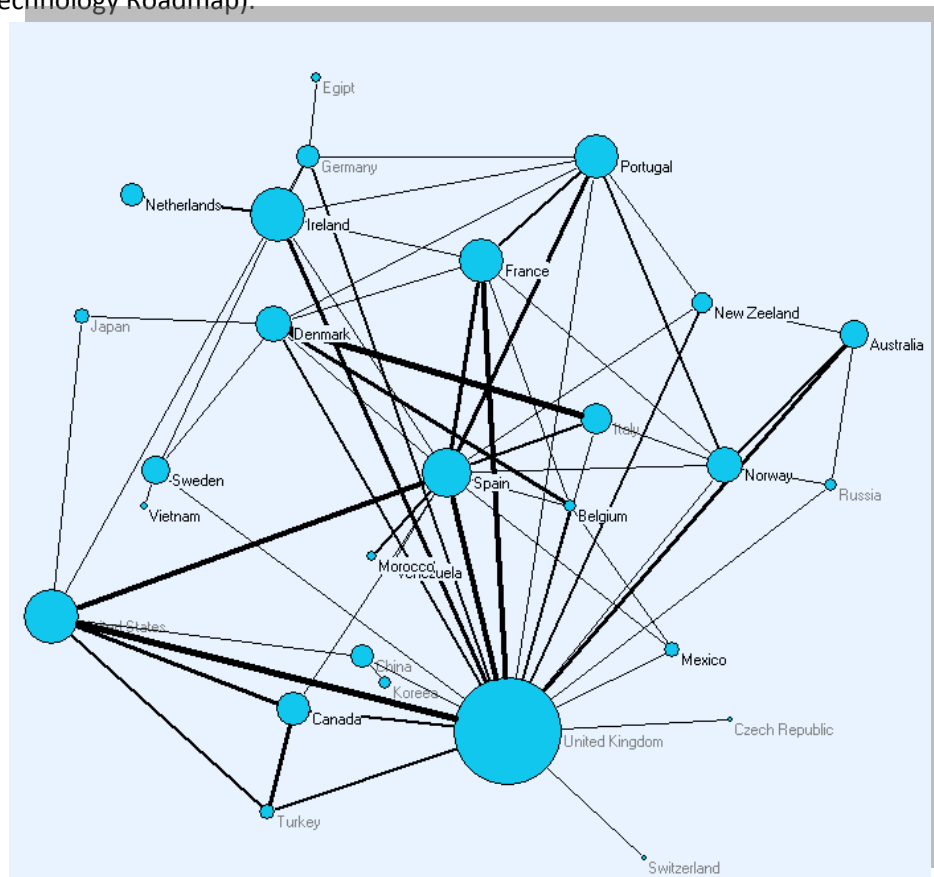 echnology Roadmap).
Egipt
Germany
Portugal
Netherlands
Ireland
France
New Zeeland
Japan
Denmark
Australia
Italy
Sweden
Spain
Norway
Russia
Vietnam
Belgium
Morocco
Venezuela
United States
China
Mexico
Koreea
Canada
Czech Republic
United Kingdom
Turkey
Switzerland